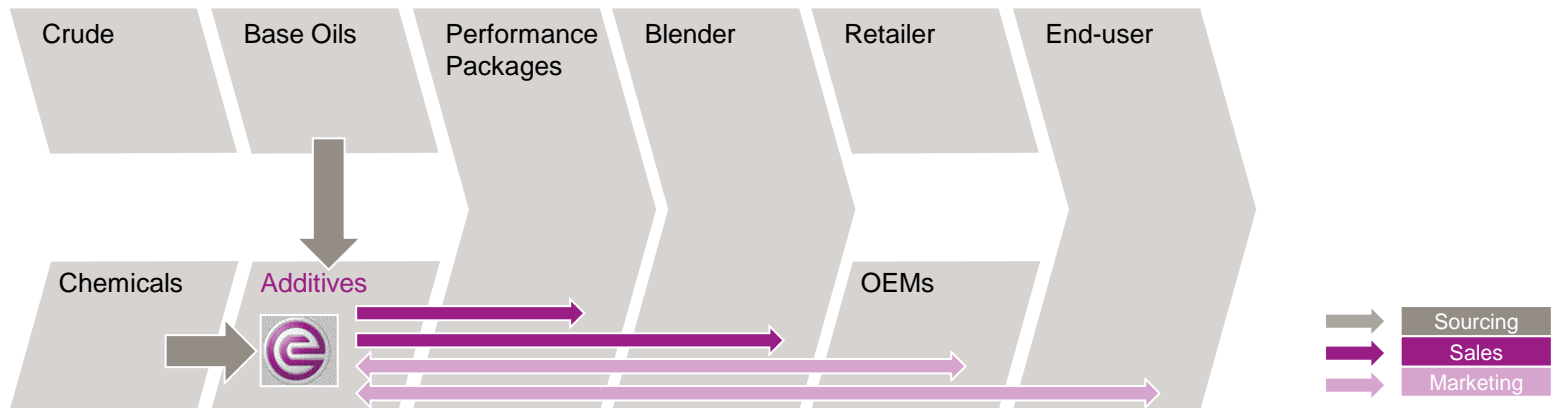 Crude
Base Oils
Performance
Packages
Blender
Retailer
End-user
Chemicals
Additives
OEMs
Sourcing
Sales
Marketing